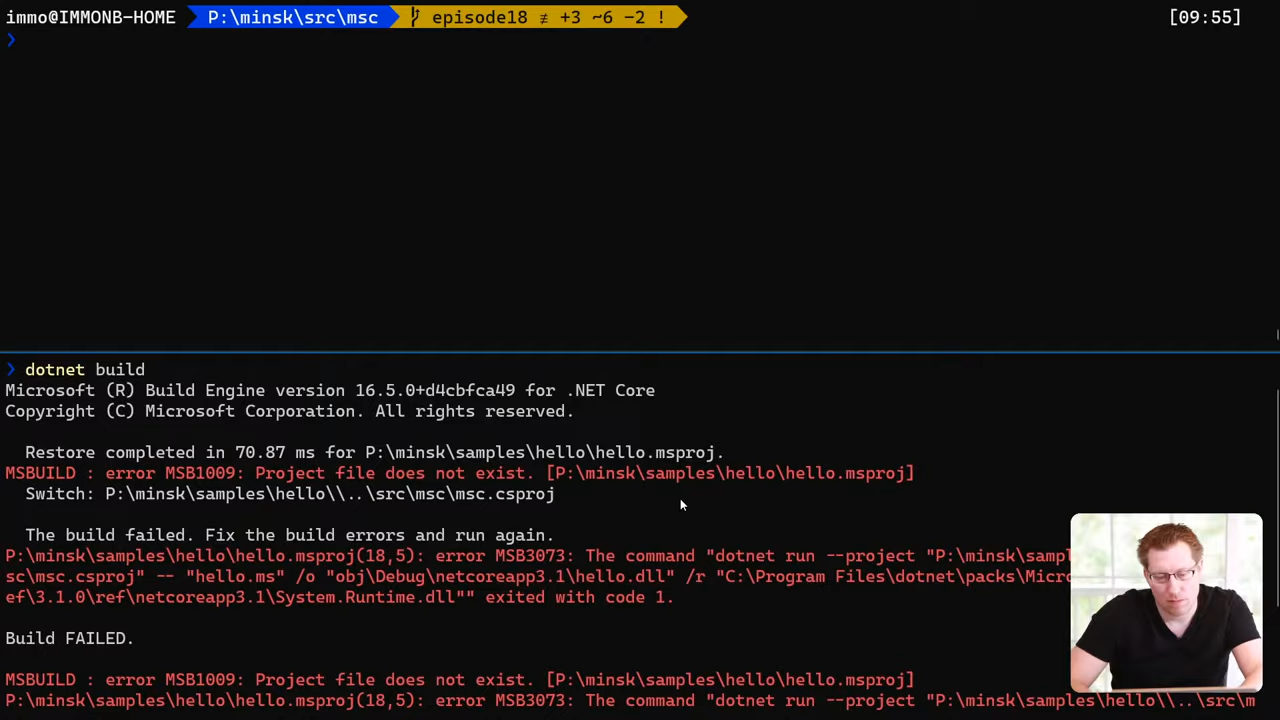 immo@IMMONB-HOME P:\minsk\src\msc episode18 ≢ +3 ~6 -2 ! [09:55]
❯
❯ dotnet build
Microsoft (R) Build Engine version 16.5.0+d4cbfca49 for .NET Core
Copyright (C) Microsoft Corporation. All rights reserved.
Restore completed in 70.87 ms for P:\minsk\samples\hello\hello.msproj.
MSBUILD : error MSB1009: Project file does not exist. [P:\minsk\samples\hello\hello.msproj]
Switch: P:\minsk\samples\hello\\..\src\msc\msc.csproj
The build failed. Fix the build errors and run again.
P:\minsk\samples\hello\hello.msproj(18,5): error MSB3073: The command "dotnet run --project "P:\minsk\
sc\msc.csproj" -- "hello.ms" /o "obj\Debug\netcoreapp3.1\hello.dll" /r "C:\Program Files\dotnet\packs\
ef\3.1.0\ref\netcoreapp3.1\System.Runtime.dll"" exited with code 1.
Build FAILED.
MSBUILD : error MSB1009: Project file does not exist. [P:\minsk\samples\hello\hello.msproj]
P:\minsk\samples\hello\hello.msproj(18,5): error MSB3073: The command "dotnet run --project "P:\minsk\samples\hello\\..\src\m